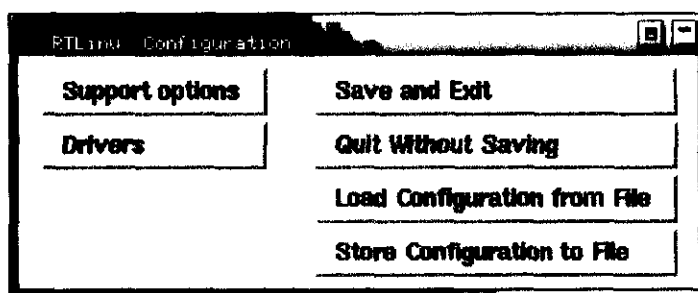 RTLinux Configuration
Support options
Drivers
Save and Exit
Quit Without Saving
Load Configuration from File
Store Configuration to File